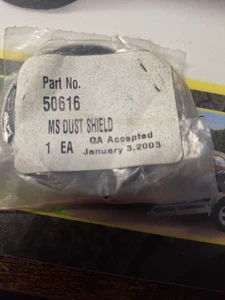 Part No.
50616
MS DUST SHIELD
1 EA QA Accepted
January 3, 2003